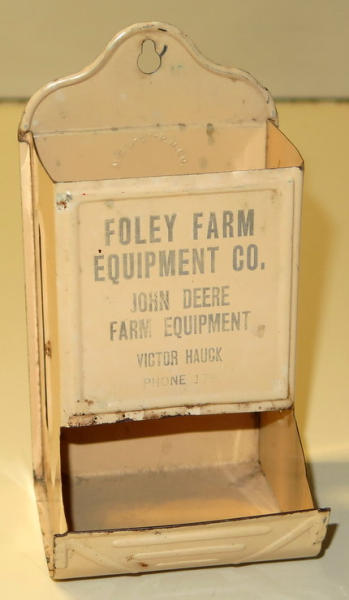 FOLEY FARM
EQUIPMENT CO.
JOHN DEERE
FARM EQUIPMENT
VICTOR HAUCK
PHONE